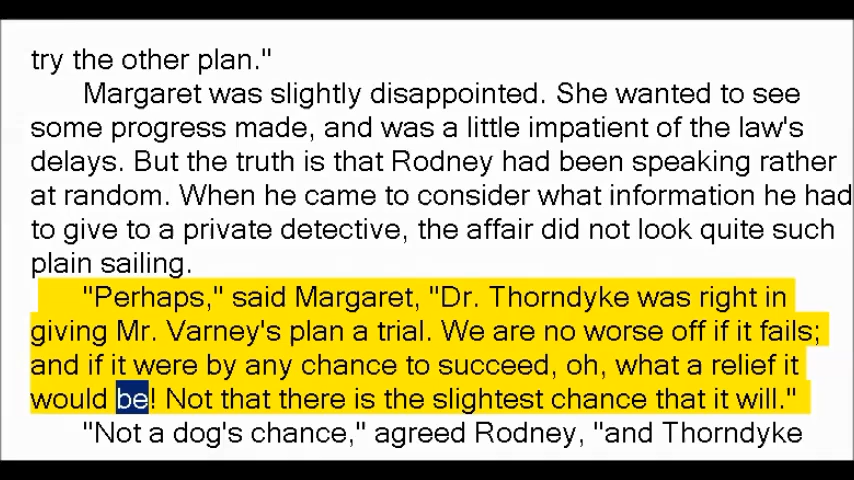 try the other plan."
Margaret was slightly disappointed. She wanted to see
some progress made, and was a little impatient of the law's
delays. But the truth is that Rodney had been speaking rather
at random. When he came to consider what information he had
to give to a private detective, the affair did not look quite such
plain sailing.
"Perhaps," said Margaret, "Dr. Thorndyke was right in
giving Mr. Varney's plan a trial. We are no worse off if it fails;
and if it were by any chance to succeed, oh, what a relief it
would be! Not that there is the slightest chance that it will."
"Not a dog's chance," agreed Rodney, "and Thorndyke